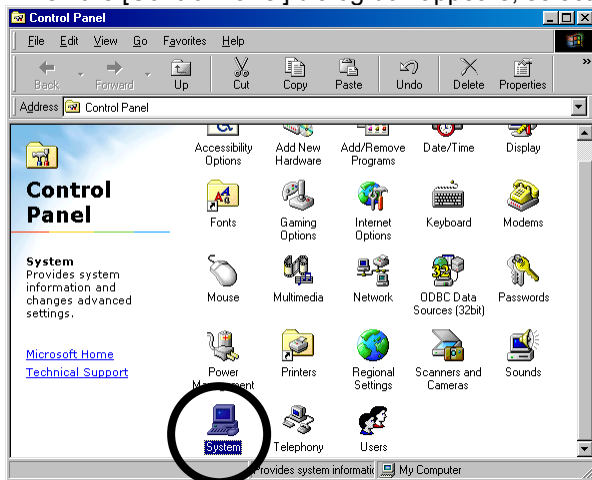 Control Panel
File Edit View Go Favorites Help
Back Forward Up Cut Copy Paste Undo Delete Properties »
Address Control Panel
Control
Panel
System
Provides system
information and
changes advanced
settings.
Microsoft Home
Technical Support
Accessibility
Options
Add New
Hardware
Add/Remove
Programs
Date/Time
Display
Fonts
Gaming
Options
Internet
Options
Keyboard
Modems
Mouse
Multimedia
Network
ODBC Data
Sources (32bit)
Passwords
Power
Management
Printers
Regional
Settings
Scanners and
Cameras
Sounds
System
Telephony
Users
Provides system informatic My Computer